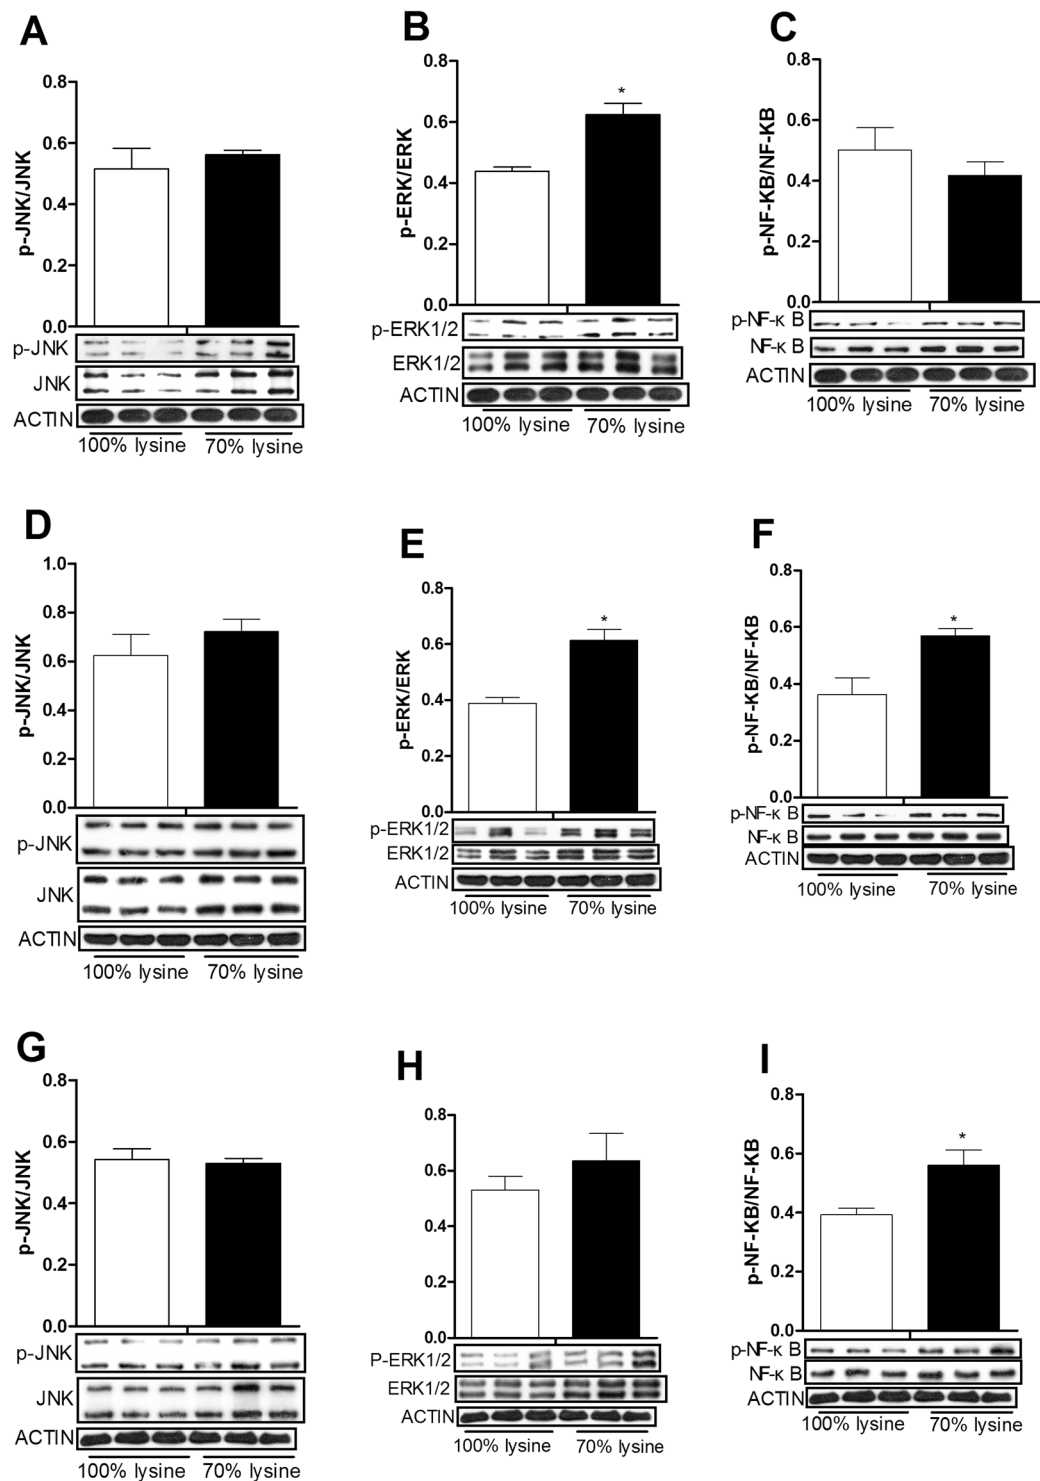 A
p-JNK/JNK
0.8
0.6
0.4
0.2
0.0
p-JNK
JNK
ACTIN
100% lysine 70% lysine
B
p-ERK/ERK
0.8
*
0.6
0.4
0.2
0.0
p-ERK1/2
ERK1/2
ACTIN
100% lysine 70% lysine
C
p-NF-KB/NF-KB
0.8
0.6
0.4
0.2
0.0
p-NF-κ B
NF-κ B
ACTIN
100% lysine 70% lysine
D
p-JNK/JNK
1.0
0.8
0.6
0.4
0.2
0.0
p-JNK
JNK
ACTIN
100% lysine 70% lysine
E
p-ERK/ERK
0.8
*
0.6
0.4
0.2
0.0
p-ERK1/2
ERK1/2
ACTIN
100% lysine 70% lysine
F
p-NF-KB/NF-KB
0.8
*
0.6
0.4
0.2
0.0
p-NF-κ B
NF-κ B
ACTIN
100% lysine 70% lysine
G
p-JNK/JNK
0.8
0.6
0.4
0.2
0.0
p-JNK
JNK
ACTIN
100% lysine 70% lysine
H
p-ERK/ERK
0.8
0.6
0.4
0.2
0.0
P-ERK1/2
ERK1/2
ACTIN
100% lysine 70% lysine
I
p-NF-KB/NF-KB
0.8
*
0.6
0.4
0.2
0.0
p-NF-κ B
NF-κ B
ACTIN
100% lysine 70% lysine